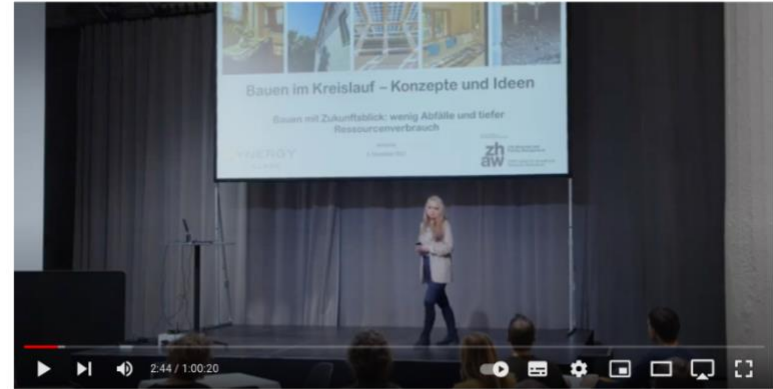 Bauen im Kreislauf – Konzepte und Ideen
Bauen mit Zukunftsblick: wenig Abfälle und tiefer
Ressourcenverbrauch
ENERGY
zh
aw
2:44 / 1:00:20